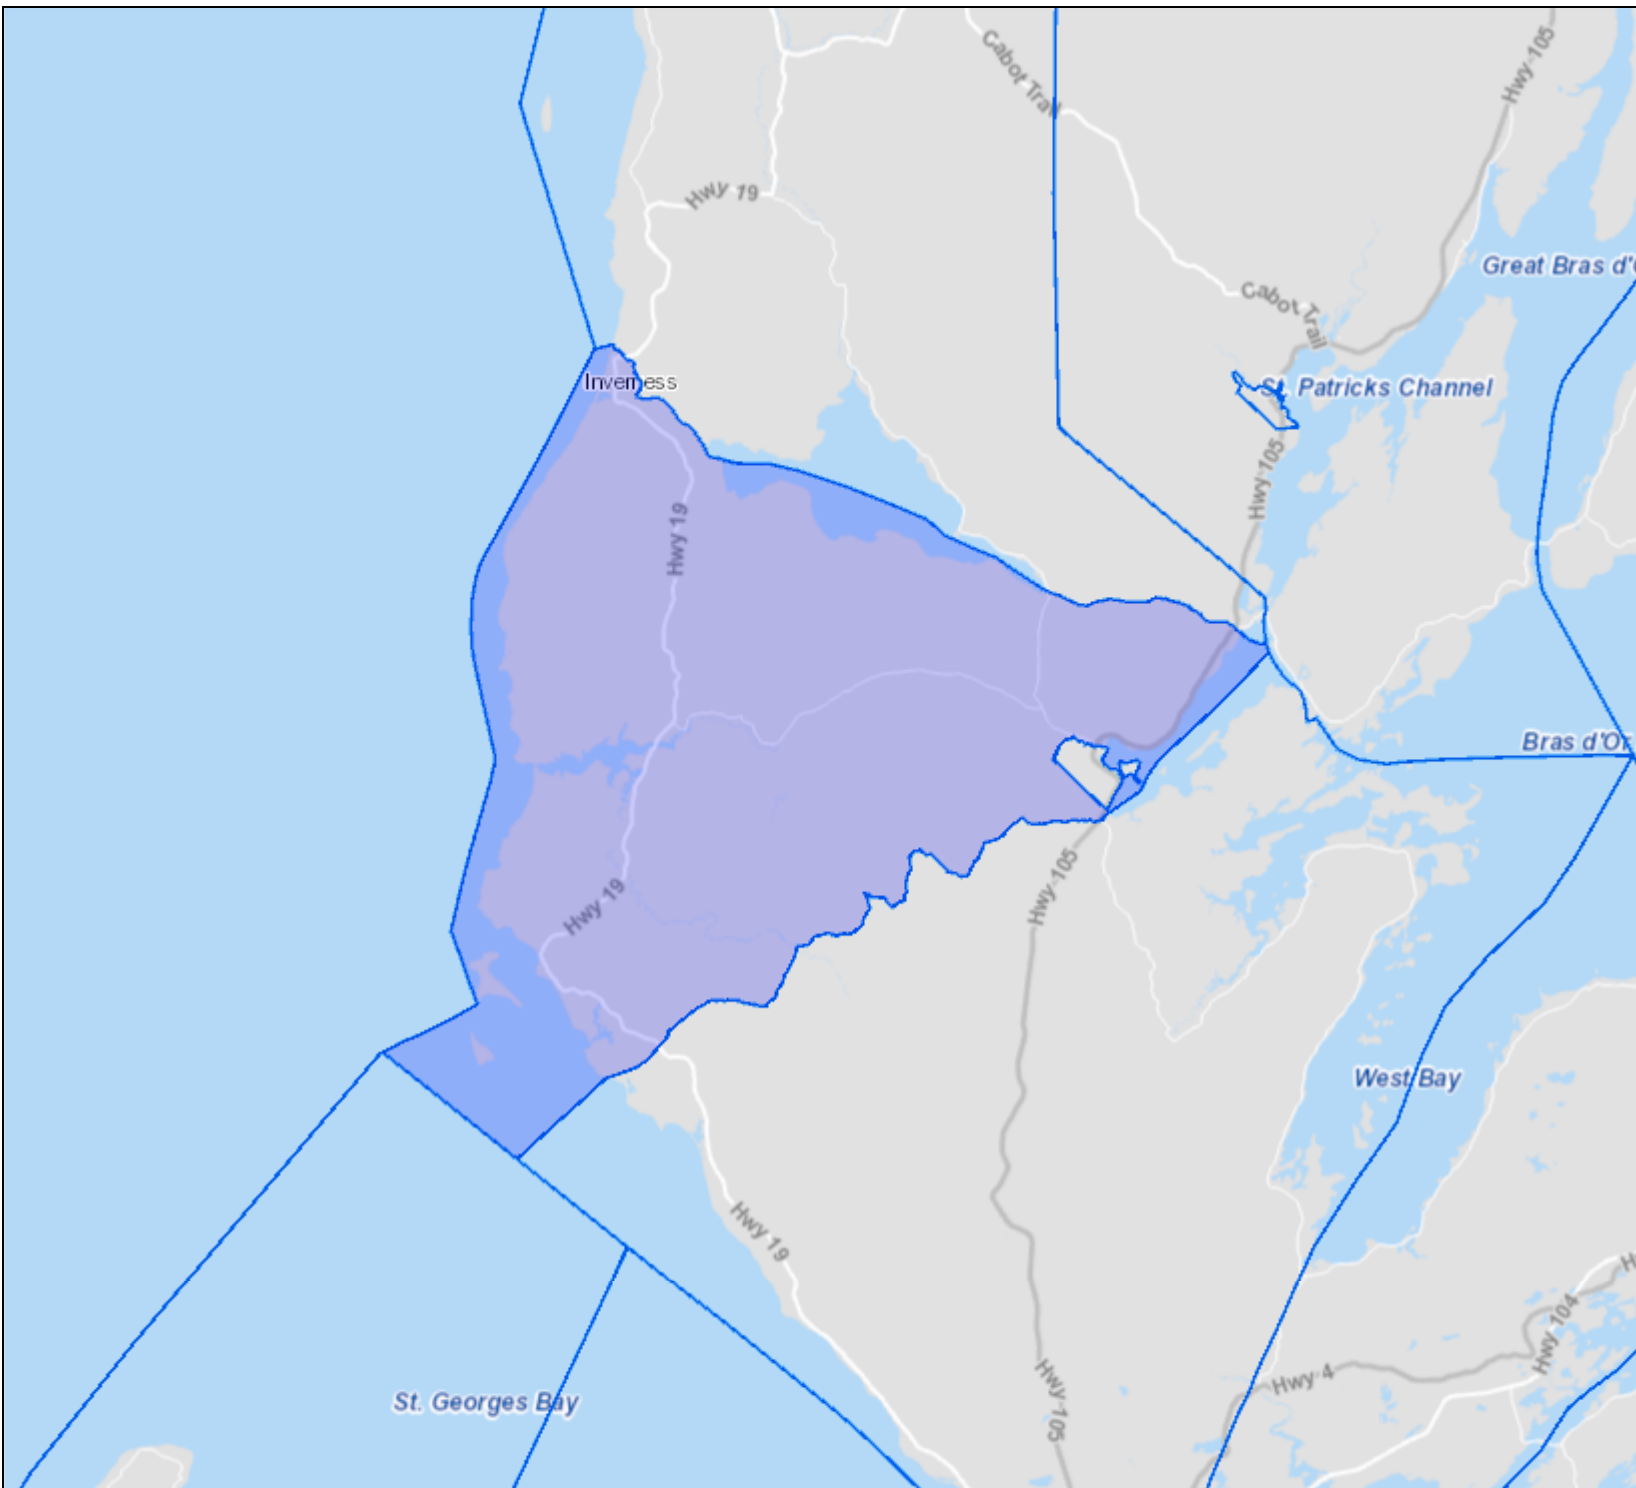 Hwy 105
Cabot Trail
Hwy 19
Great Bras d'
Cabot Trail
Inverness
St. Patricks Channel
Hwy 105
Hwy 19
Bras d'Or
Hwy 19
Hwy 105
West Bay
Hwy 19
Hwy 104
Hwy 4
Hwy 105
St. Georges Bay